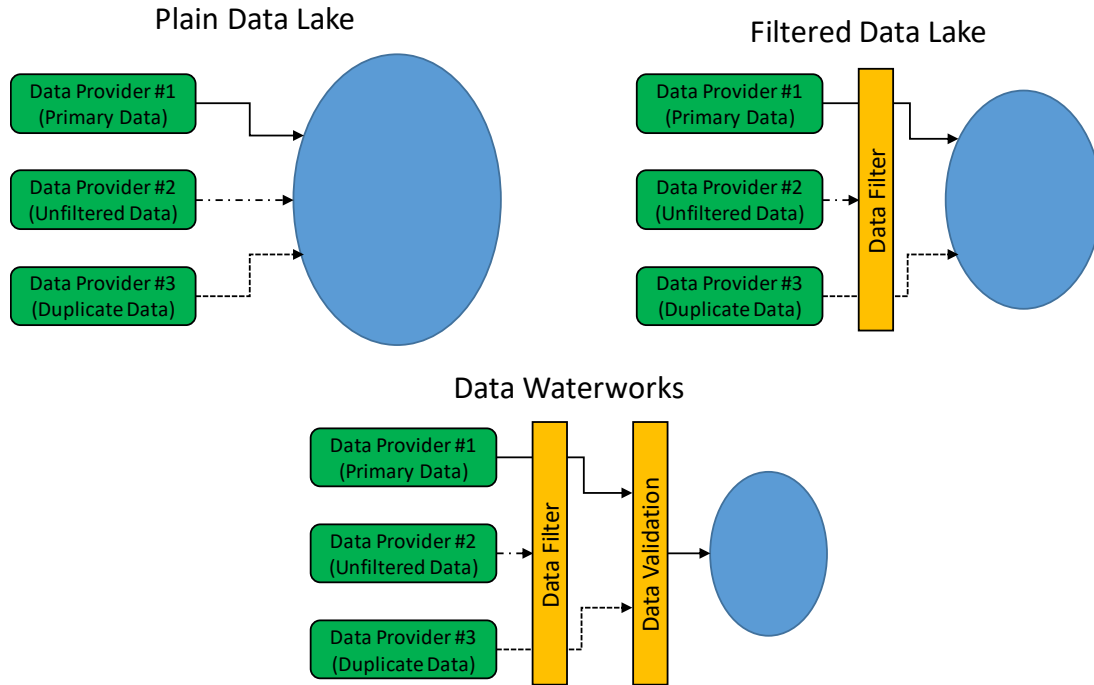 Plain Data Lake
Data Provider #1
(Primary Data)
Data Provider #2
(Unfiltered Data)
Data Provider #3
(Duplicate Data)
Filtered Data Lake
Data Provider #1
(Primary Data)
Data Provider #2
(Unfiltered Data)
Data Provider #3
(Duplicate Data)
Data Filter
Data Waterworks
Data Provider #1
(Primary Data)
Data Provider #2
(Unfiltered Data)
Data Provider #3
(Duplicate Data)
Data Filter
Data Validation